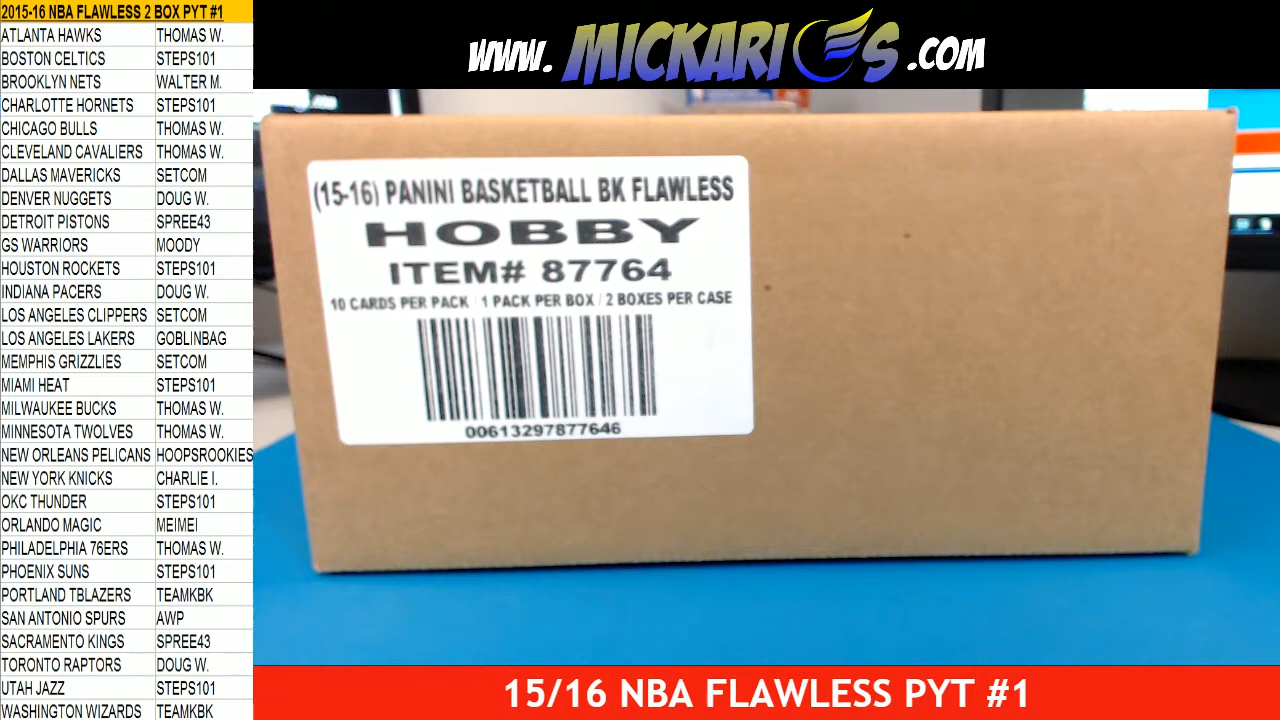 2015-16 NBA FLAWLESS 2 BOX PYT #1
ATLANTA HAWKS THOMAS W.
BOSTON CELTICS STEPS101
BROOKLYN NETS WALTER M.
CHARLOTTE HORNETS STEPS101
CHICAGO BULLS THOMAS W.
CLEVELAND CAVALIERS THOMAS W.
DALLAS MAVERICKS SETCOM
DENVER NUGGETS DOUG W.
DETROIT PISTONS SPREE43
GS WARRIORS MOODY
HOUSTON ROCKETS STEPS101
INDIANA PACERS DOUG W.
LOS ANGELES CLIPPERS SETCOM
LOS ANGELES LAKERS GOBLINBAG
MEMPHIS GRIZZLIES SETCOM
MIAMI HEAT STEPS101
MILWAUKEE BUCKS THOMAS W.
MINNESOTA TWOLVES THOMAS W.
NEW ORLEANS PELICANS HOOPSROOKIES
NEW YORK KNICKS CHARLIE I.
OKC THUNDER STEPS101
ORLANDO MAGIC MEIMEI
PHILADELPHIA 76ERS THOMAS W.
PHOENIX SUNS STEPS101
PORTLAND TBLAZERS TEAMKBK
SAN ANTONIO SPURS AWP
SACRAMENTO KINGS SPREE43
TORONTO RAPTORS DOUG W.
UTAH JAZZ STEPS101
WASHINGTON WIZARDS TEAMKBK
www.MICKARIES.com
(15-16) PANINI BASKETBALL BK FLAWLESS
HOBBY
ITEM# 87764
10 CARDS PER PACK / 1 PACK PER BOX / 2 BOXES PER CASE
00613297877646
15/16 NBA FLAWLESS PYT #1